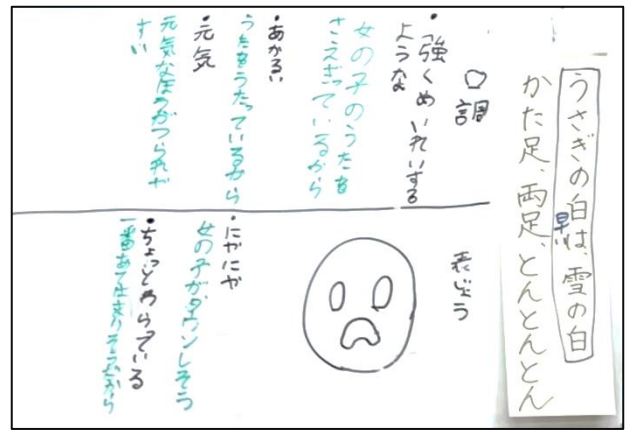 うさぎの白は、雪の白
早い
かた足、両足、とんとんとん
口調
・強くめいれいする
ような
女の子のうたを
さえぎっているから
・あかるい
うたをうたっているから
・元気
元気なほうがつられや
すい
表じょう
・にやにや
女の子が、ダウンしそう
・ちょっとわらっている
一番あてはまりそうだから